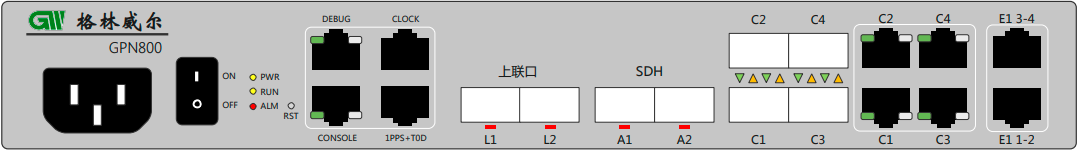 GW 格林威尔
GPN800
ON
OFF
PWR
RUN
ALM
RST
DEBUG CLOCK
CONSOLE 1PPS+T0D
上联口
L1 L2
SDH
A1 A2
C2 C4
C1 C3
C2 C4
C1 C3
E1 3-4
E1 1-2